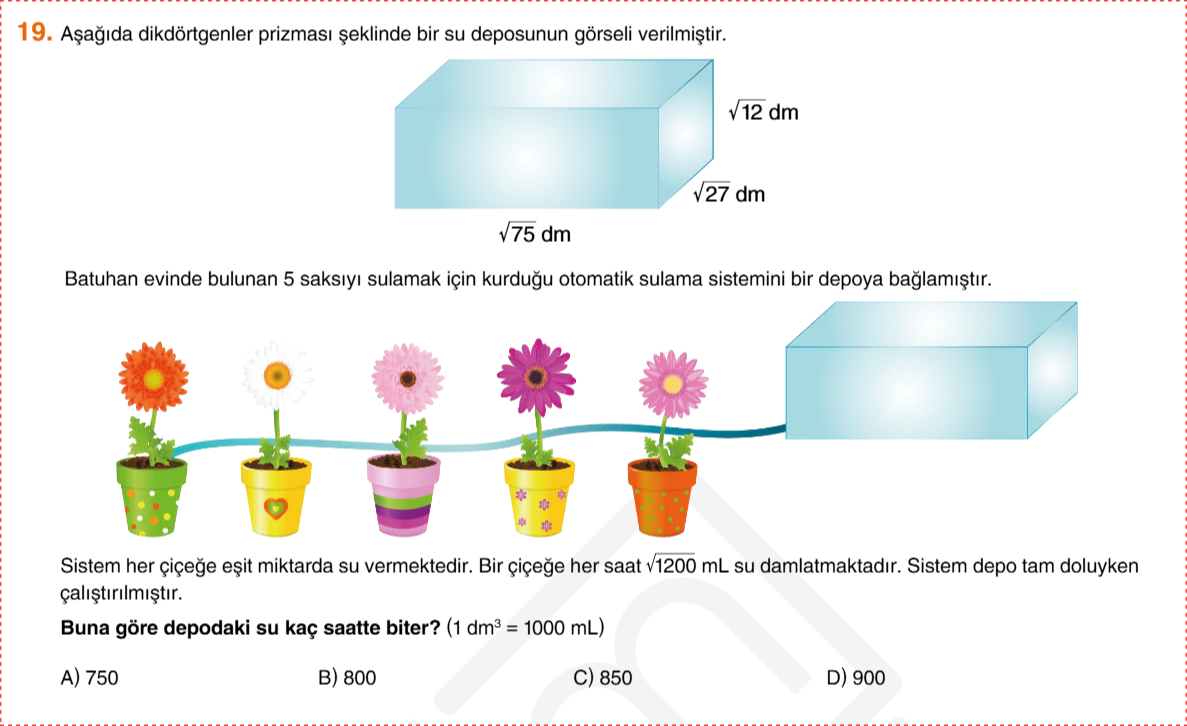 19. Aşağıda dikdörtgenler prizması şeklinde bir su deposunun görseli verilmiştir.
√12 dm
√27 dm
√75 dm
Batuhan evinde bulunan 5 saksıyı sulamak için kurduğu otomatik sulama sistemini bir depoya bağlamıştır.
Sistem her çiçeğe eşit miktarda su vermektedir. Bir çiçeğe her saat √1200 mL su damlatmaktadır. Sistem depo tam doluyken
çalıştırılmıştır.
Buna göre depodaki su kaç saatte biter? (1 dm³ = 1000 mL)
A) 750 B) 800 C) 850 D) 900